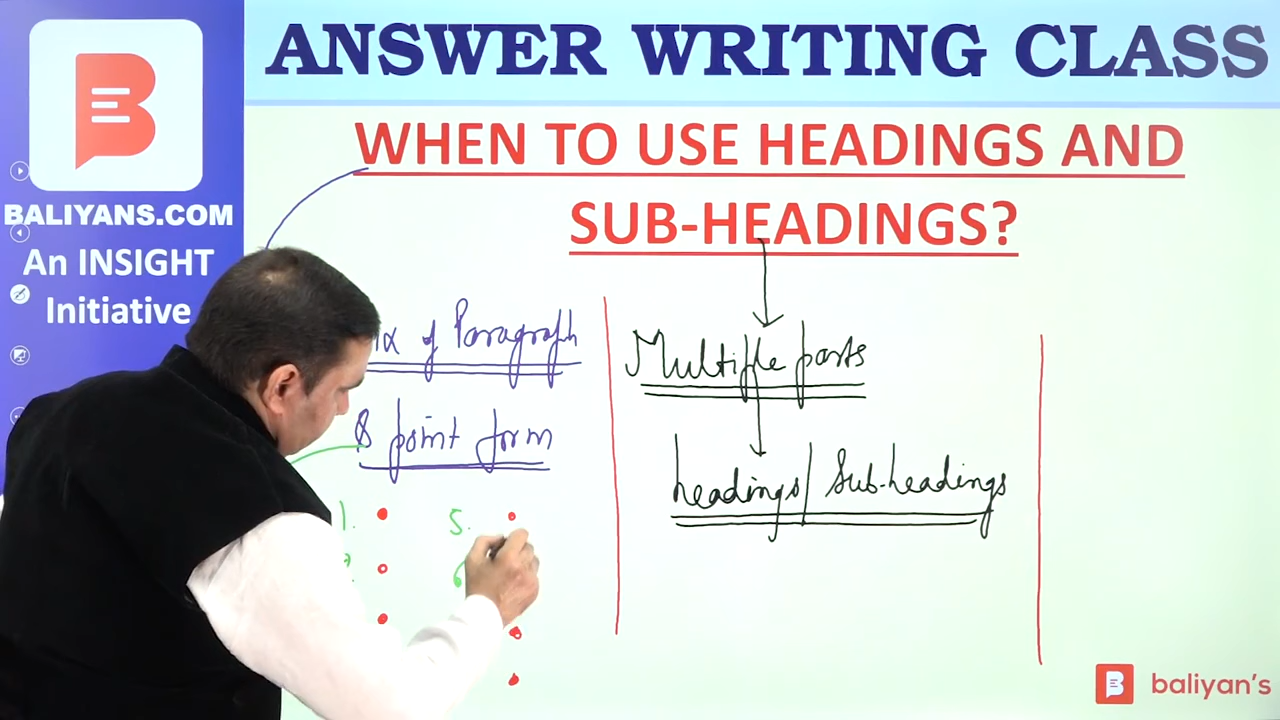 ANSWER WRITING CLASS
WHEN TO USE HEADINGS AND
SUB-HEADINGS?
B
BALIYANS.COM
An INSIGHT
Initiative
of Paragraph
& point form
1.
5.
6
Multiple parts
headings/Sub-headings
B baliyan's